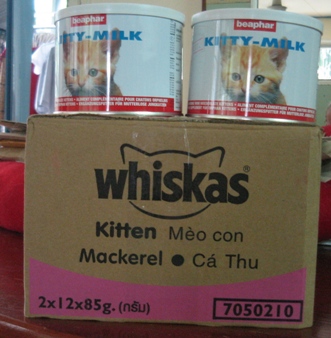 beaphar
KITTY-MILK
beaphar
KITTY-MILK
whiskas®
Kitten Mèo con
Mackerel ● Cá Thu
2x12x85g. (กรัม)
7050210